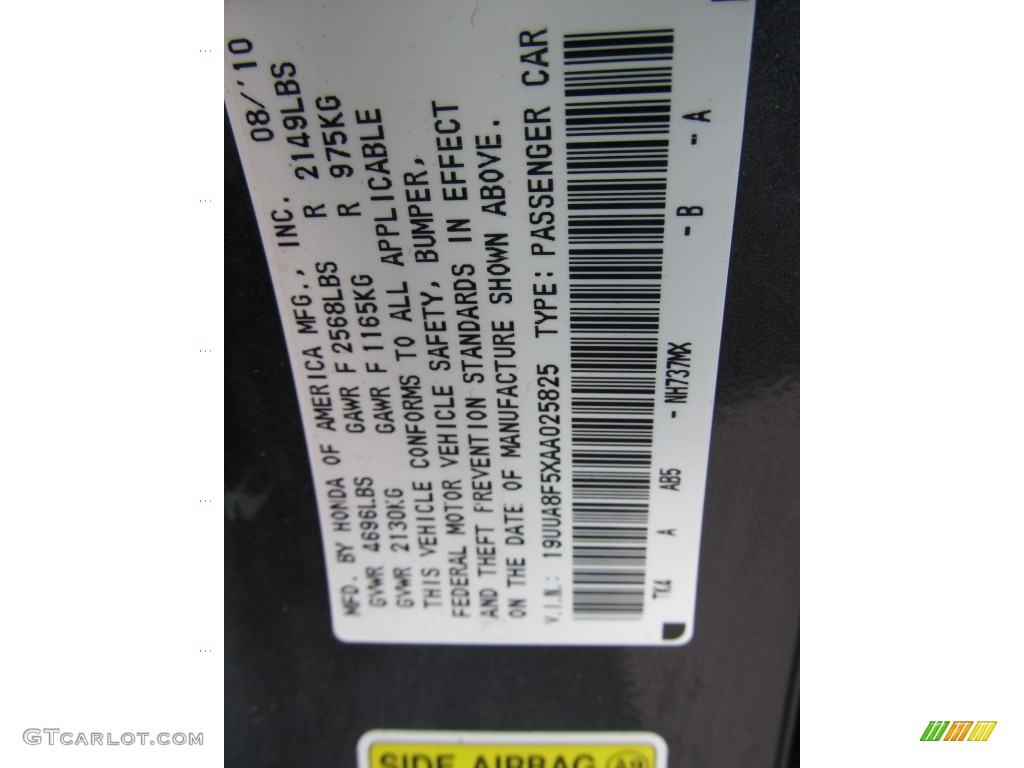 MFD. BY HONDA OF AMERICA MFG., INC. 08/'10
GVWR 4696LBS GAWR F 2568LBS R 2149LBS
GVWR 2130KG GAWR F 1165KG R 975KG
THIS VEHICLE CONFORMS TO ALL APPLICABLE
FEDERAL MOTOR VEHICLE SAFETY, BUMPER,
AND THEFT PREVENTION STANDARDS IN EFFECT
ON THE DATE OF MANUFACTURE SHOWN ABOVE.
V.I.N.: 19UUA8F5XAA025825 TYPE: PASSENGER CAR
TK4 A AB5 - NH737MX - B - A
SIDE AIRBAG AB
GTCARLOT.COM